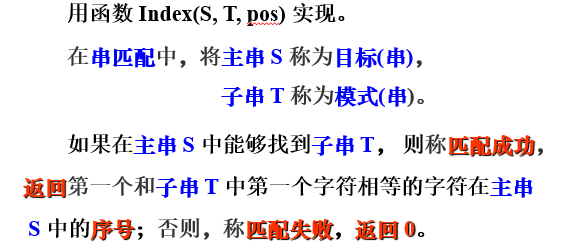 用函数 Index(S, T, pos) 实现。
在串匹配中，将主串 S 称为目标(串)，
子串 T 称为模式(串)。
如果在主串 S 中能够找到子串 T， 则称匹配成功，
返回第一个和子串 T 中第一个字符相等的字符在主串
S 中的序号；否则，称匹配失败，返回 0。